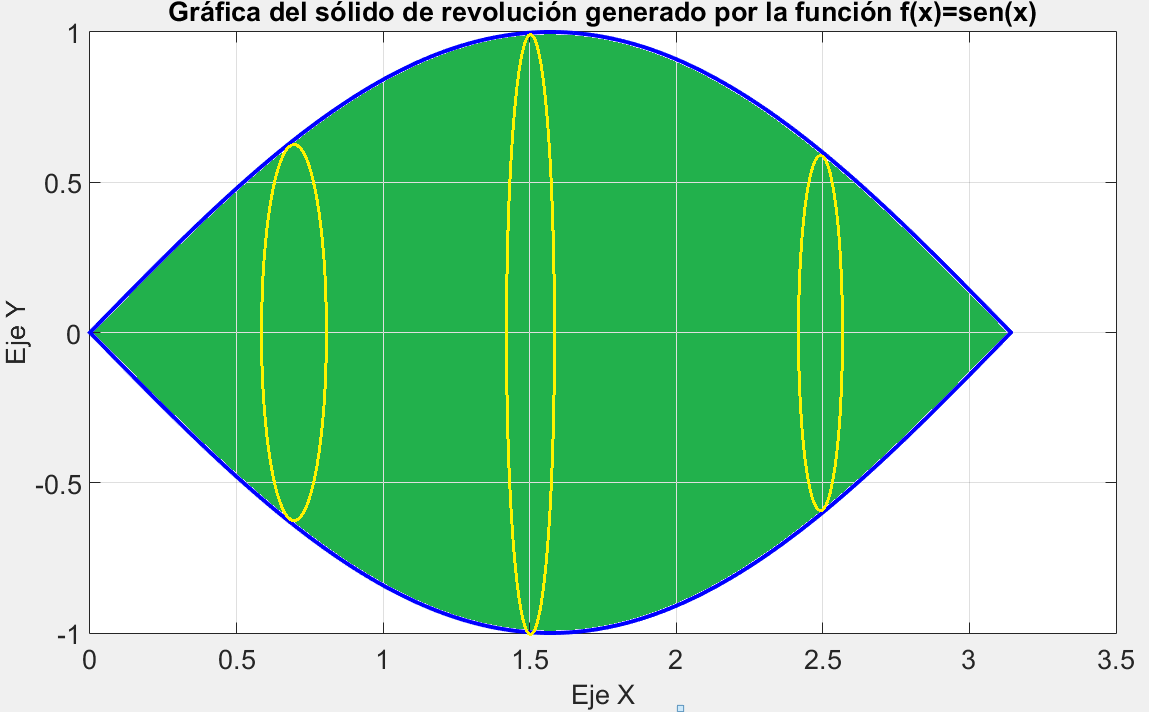 Gráfica del sólido de revolución generado por la función f(x)=sen(x)
1
0.5
0
-0.5
-1
Eje Y
0 0.5 1 1.5 2 2.5 3 3.5
Eje X